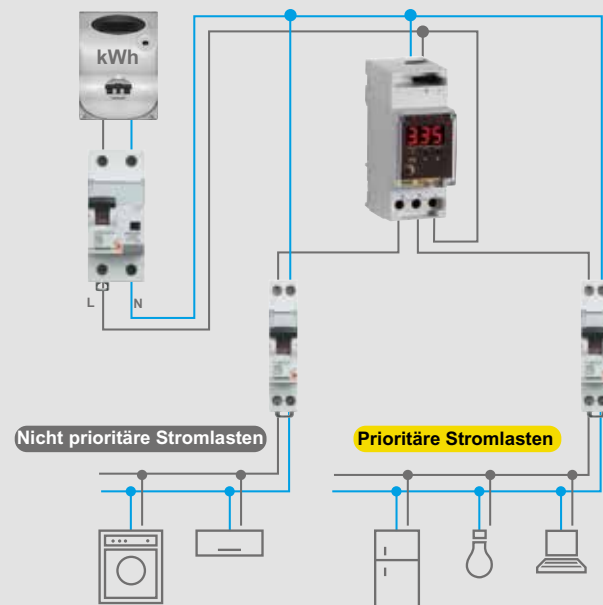 kWh
335
L
N
Nicht prioritäre Stromlasten
Prioritäre Stromlasten